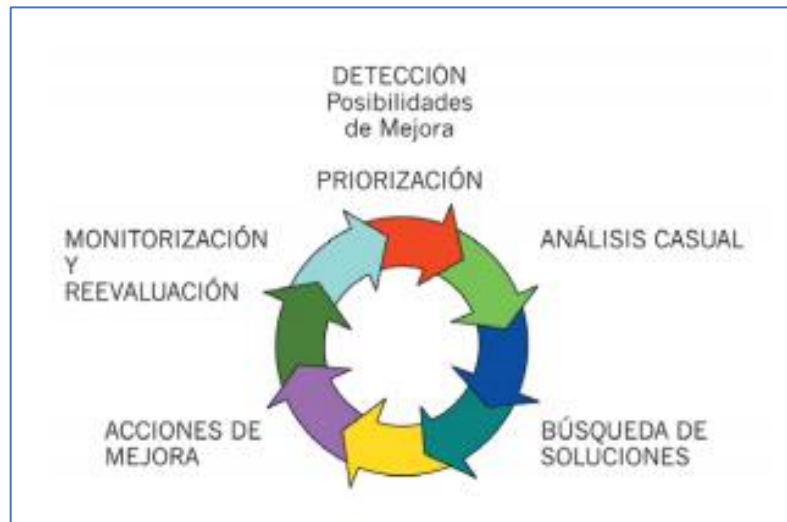 DETECCIÓN
Posibilidades
de Mejora
PRIORIZACIÓN
ANÁLISIS CASUAL
BÚSQUEDA DE
SOLUCIONES
ACCIONES DE
MEJORA
MONITORIZACIÓN
Y
REEVALUACIÓN